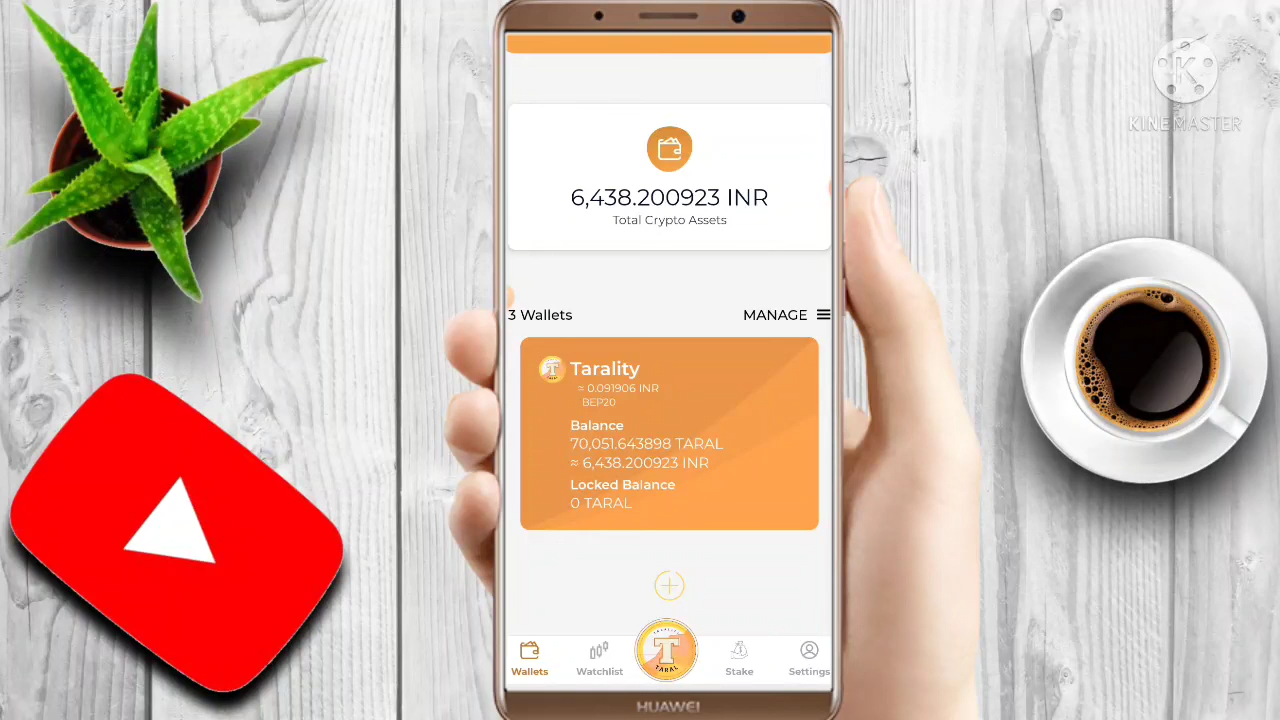 KINEMASTER
6,438.200923 INR
Total Crypto Assets
3 Wallets
MANAGE
Tarality
≈ 0.091906 INR
BEP20
Balance
70,051.643898 TARAL
≈ 6,438.200923 INR
Locked Balance
0 TARAL
T
TARAL
Wallets
Watchlist
Stake
Settings
HUAWEI